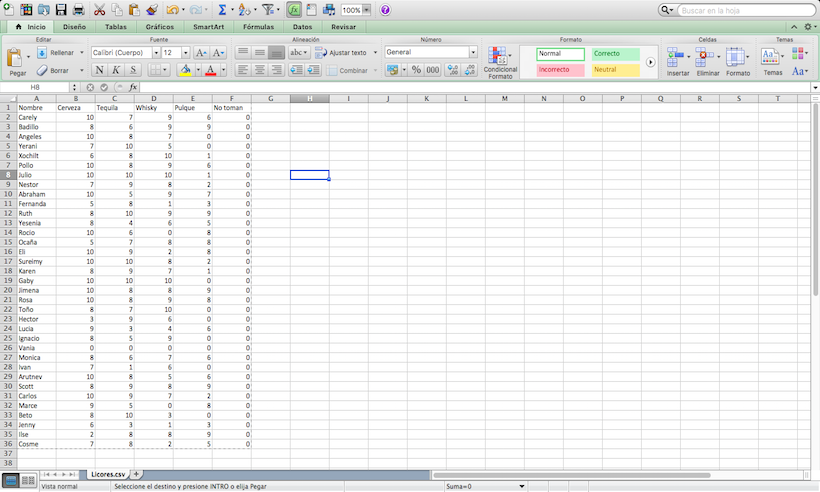 100%
Buscar en la hoja
Inicio Diseño Tablas Gráficos SmartArt Fórmulas Datos Revisar
Editar Fuente Alineación Número Formato Celdas Temas
Pegar Rellenar Calibri (Cuerpo) 12 A A abc Ajustar texto General Condicional Formato Normal Correcto Insertar Eliminar Formato Temas Aa
Borrar N K S A Combinar % 000 Incorrecto Neutral
H8 fx
A B C D E F G H I J K L M N O P Q R S T
1 Nombre Cerveza Tequila Whisky Pulque No toman
2 Carely 10 7 9 6 0
3 Badillo 8 6 9 9 0
4 Angeles 10 8 7 0 0
5 Yerani 7 10 5 0 0
6 Xochilt 6 8 10 1 0
7 Pollo 10 8 9 6 0
8 Julio 10 10 10 1 0
9 Nestor 7 9 8 2 0
10 Abraham 10 5 9 7 0
11 Fernanda 5 8 1 3 0
12 Ruth 8 10 9 9 0
13 Yesenia 8 4 6 5 0
14 Rocio 10 6 0 8 0
15 Ocaña 5 7 8 8 0
16 Eli 10 9 2 8 0
17 Sureimy 10 10 8 2 0
18 Karen 8 9 7 1 0
19 Gaby 10 10 10 0 0
20 Jimena 10 8 8 9 0
21 Rosa 10 8 9 8 0
22 Toño 8 7 10 0 0
23 Hector 3 9 6 0 0
24 Lucia 9 3 4 6 0
25 Ignacio 8 5 9 0 0
26 Vania 0 0 0 0 0
27 Monica 8 6 7 6 0
28 Ivan 7 1 6 0 0
29 Arutnev 10 8 5 6 0
30 Scott 8 9 8 9 0
31 Carlos 10 9 7 2 0
32 Marce 9 5 0 8 0
33 Beto 8 10 3 0 0
34 Jenny 6 3 1 3 0
35 Ilse 2 8 8 9 0
36 Cosme 7 8 2 5 0
37
38
Licores.csv
Vista normal Seleccione el destino y presione INTRO o elija Pegar Suma=0